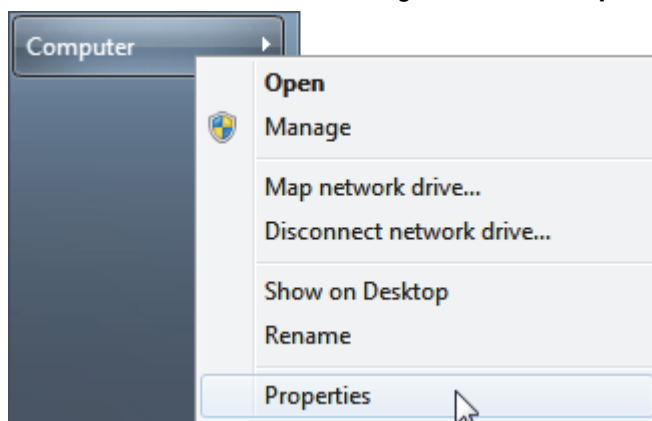 Computer
Open
Manage
Map network drive...
Disconnect network drive...
Show on Desktop
Rename
Properties